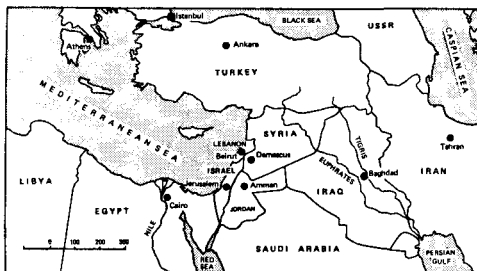 Istanbul
BLACK SEA
USSR
Athens
Ankara
CASPIAN SEA
TURKEY
MEDITERRANEAN SEA
SYRIA
LEBANON
Beirut
Damascus
TIGRIS
Tehran
ISRAEL
EUPHRATES
Baghdad
IRAN
LIBYA
Jerusalem
Amman
IRAQ
Cairo
EGYPT
JORDAN
NILE
SAUDI ARABIA
PERSIAN
GULF
RED
SEA
0 100 200 300